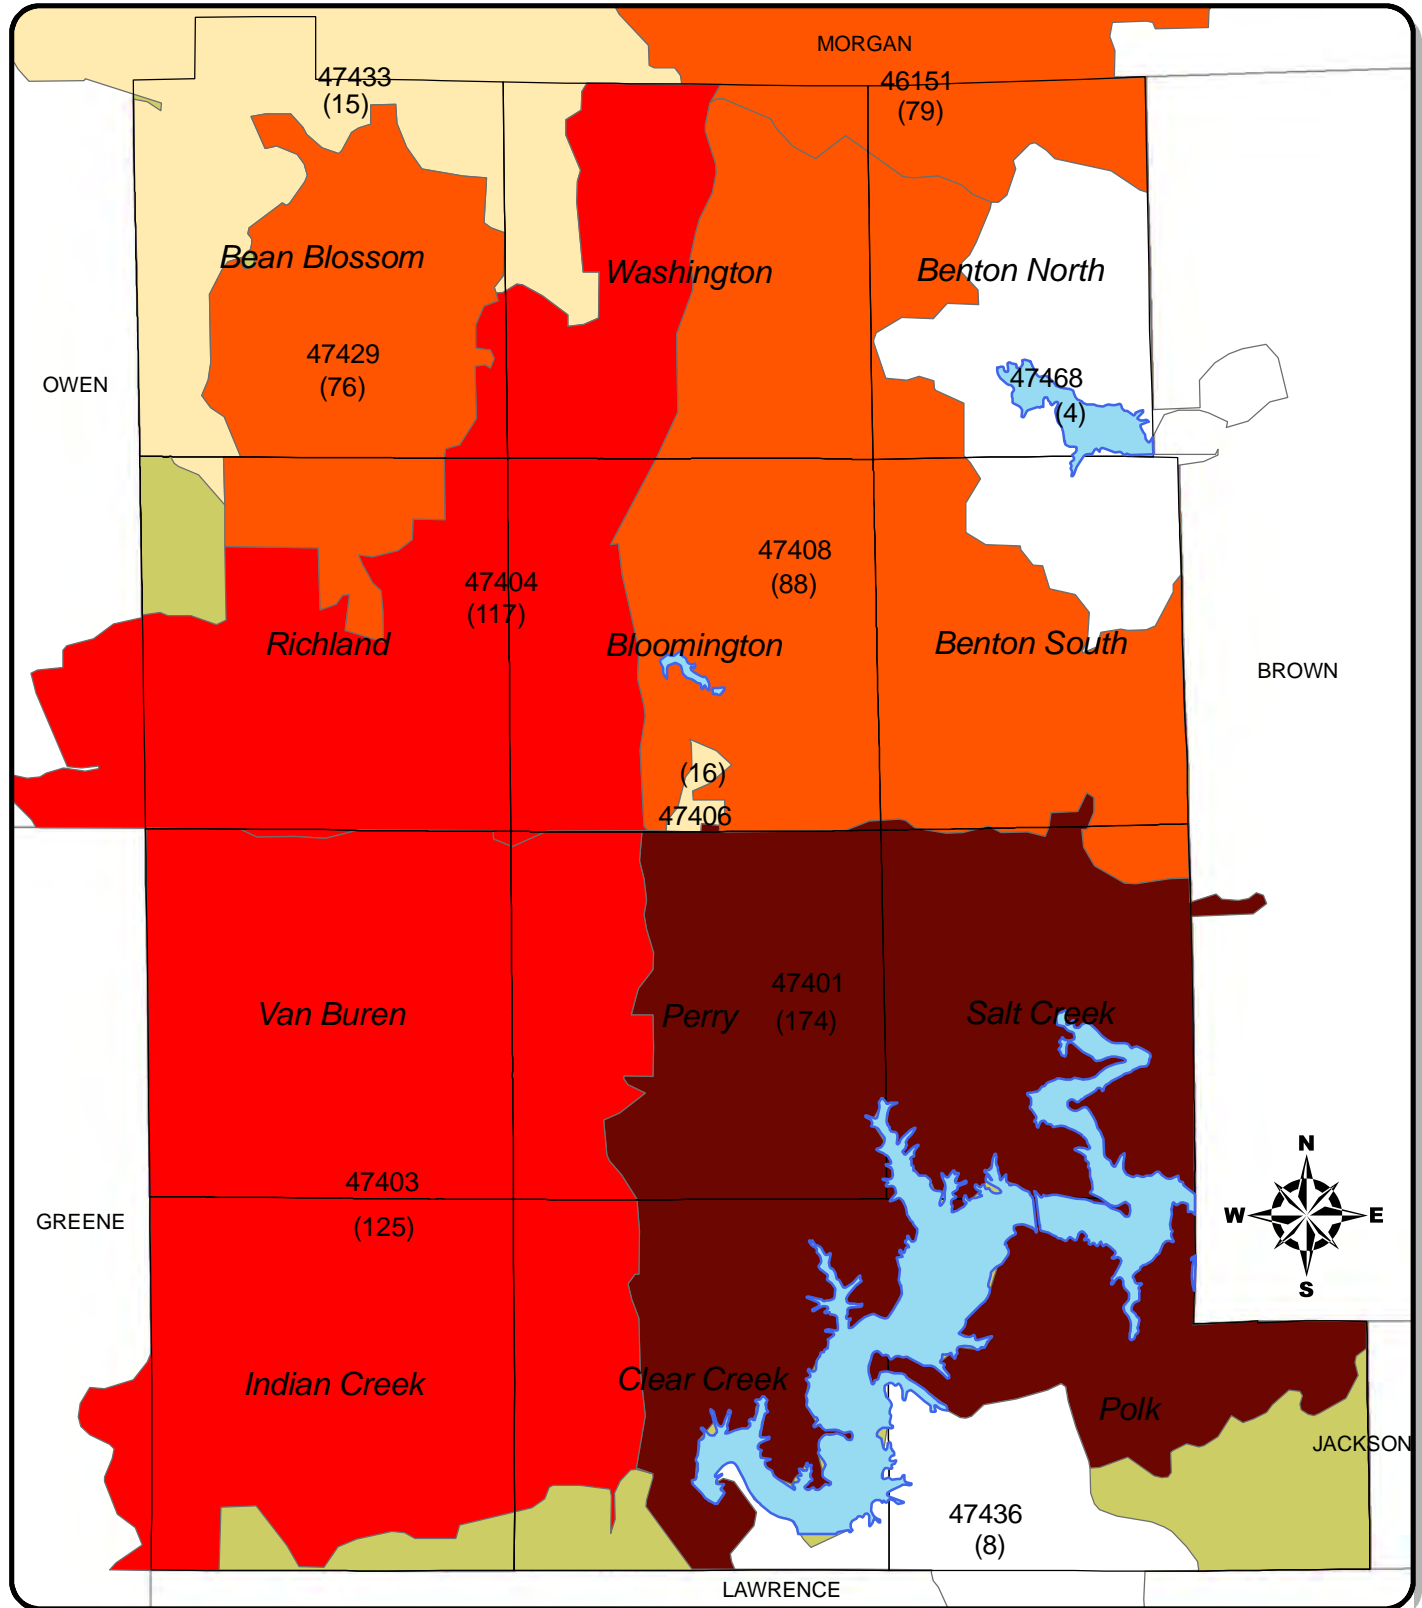 MORGAN
47433
(15)
46151
(79)
Bean Blossom
Washington
Benton North
47429
(76)
OWEN
47468
(4)
47408
(88)
47404
(117)
Richland
Bloomington
Benton South
BROWN
(16)
47406
47401
(174)
Van Buren
Perry
Salt Creek
N
W
E
S
47403
(125)
GREENE
Indian Creek
Clear Creek
Polk
JACKSON
47436
(8)
LAWRENCE